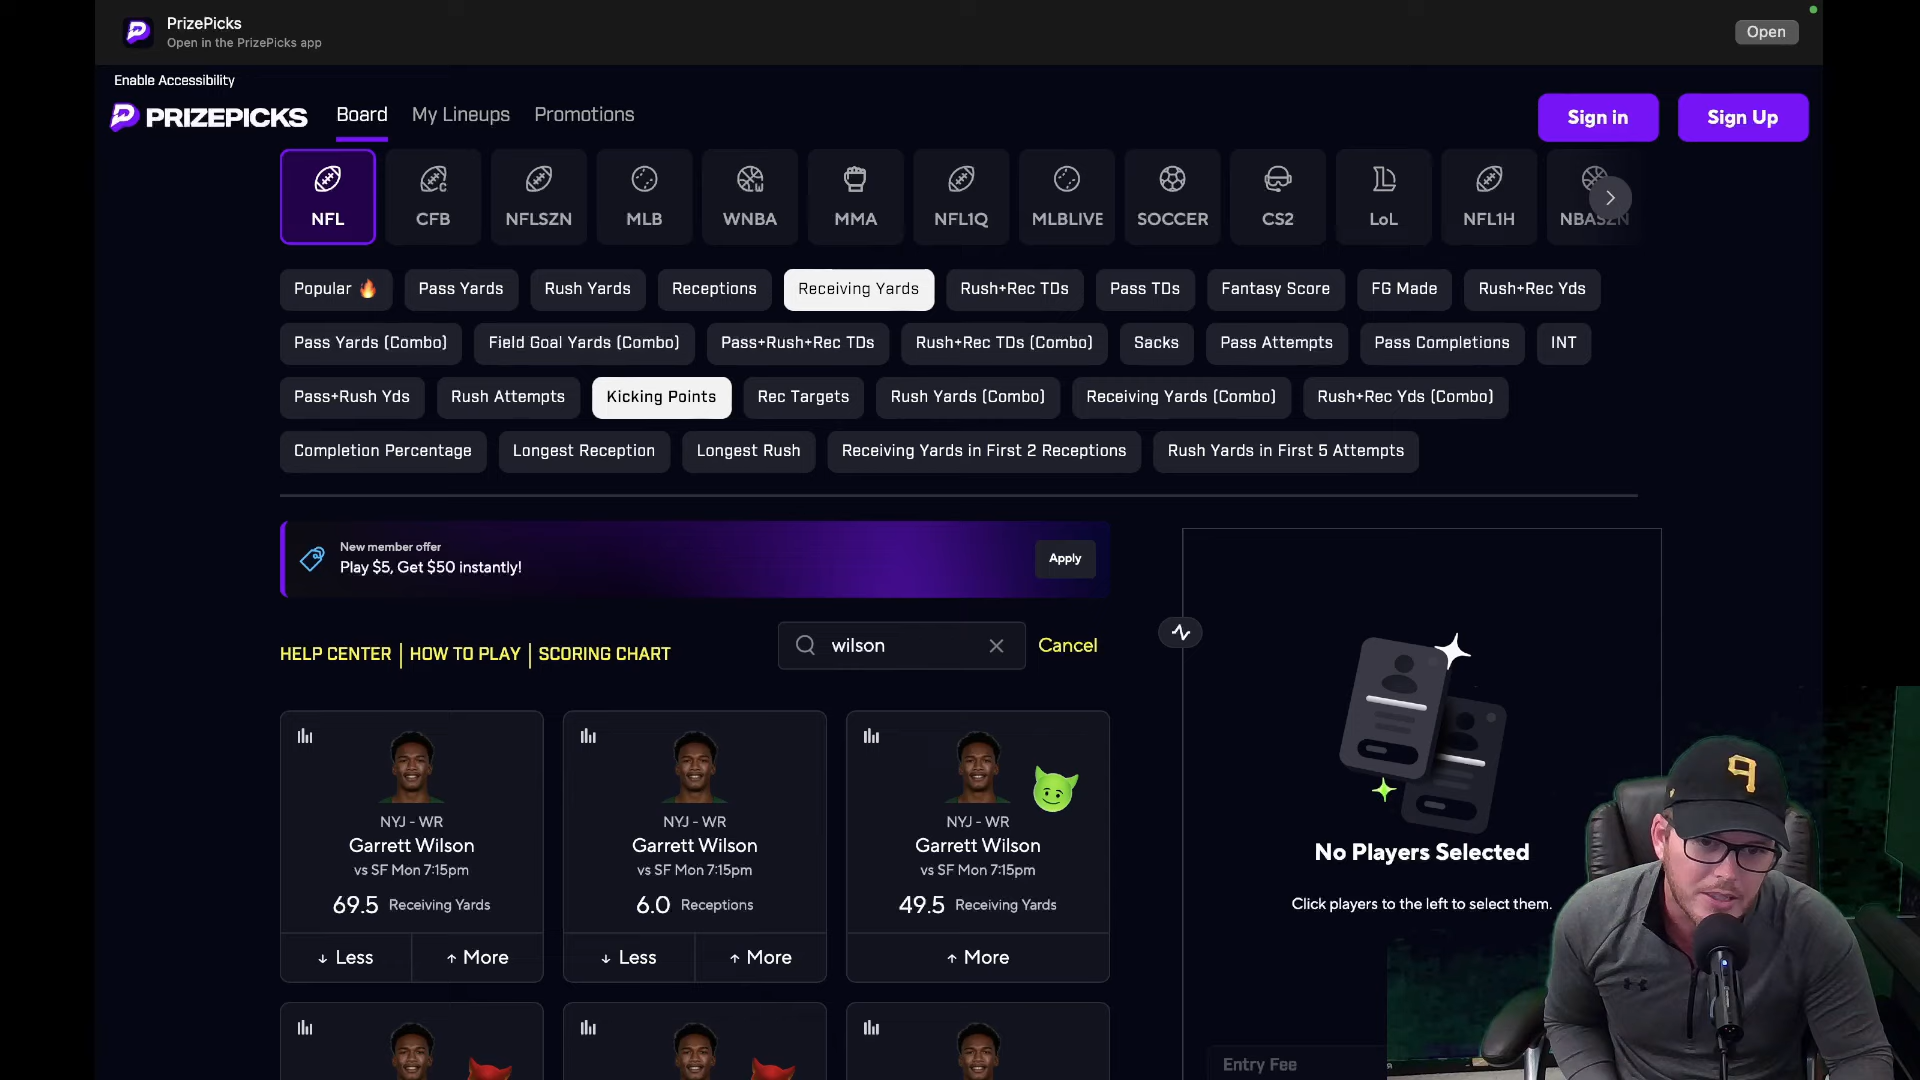 PrizePicks
Open in the PrizePicks app
Open
Enable Accessibility
PRIZEPICKS
Board
My Lineups
Promotions
Sign in
Sign Up
NFL
CFB
NFLSZN
MLB
WNBA
MMA
NFL1Q
MLBLIVE
SOCCER
CS2
LoL
NFL1H
NBASZN
Popular 🔥
Pass Yards
Rush Yards
Receptions
Receiving Yards
Rush+Rec TDs
Pass TDs
Fantasy Score
FG Made
Rush+Rec Yds
Pass Yards (Combo)
Field Goal Yards (Combo)
Pass+Rush+Rec TDs
Rush+Rec TDs (Combo)
Sacks
Pass Attempts
Pass Completions
INT
Pass+Rush Yds
Rush Attempts
Kicking Points
Rec Targets
Rush Yards (Combo)
Receiving Yards (Combo)
Rush+Rec Yds (Combo)
Completion Percentage
Longest Reception
Longest Rush
Receiving Yards in First 2 Receptions
Rush Yards in First 5 Attempts
New member offer
Play $5, Get $50 instantly!
Apply
HELP CENTER | HOW TO PLAY | SCORING CHART
wilson
Cancel
NYJ - WR
Garrett Wilson
vs SF Mon 7:15pm
69.5 Receiving Yards
↓ Less
↑ More
NYJ - WR
Garrett Wilson
vs SF Mon 7:15pm
6.0 Receptions
↓ Less
↑ More
NYJ - WR
Garrett Wilson
vs SF Mon 7:15pm
49.5 Receiving Yards
↑ More
No Players Selected
Click players to the left to select them.
Entry Fee